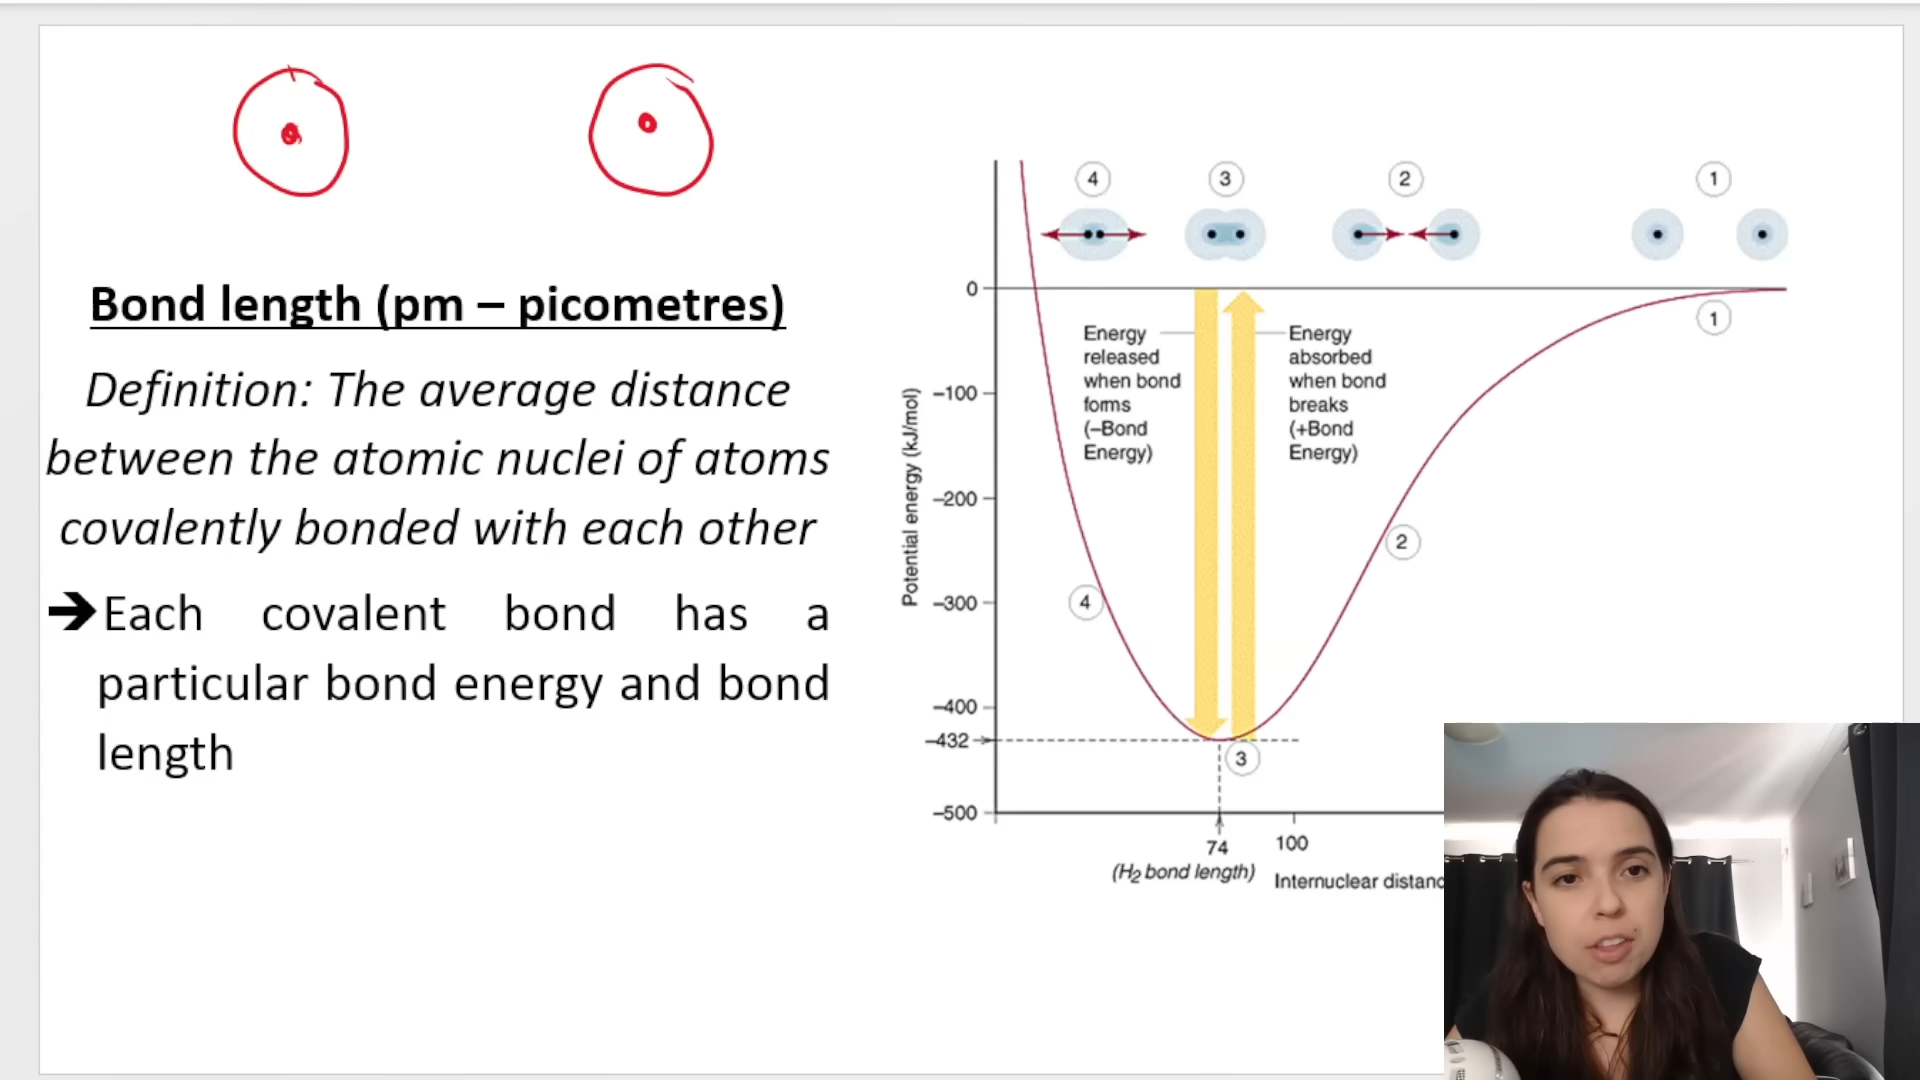 Bond length (pm – picometres)
Definition: The average distance
between the atomic nuclei of atoms
covalently bonded with each other
➔Each covalent bond has a
particular bond energy and bond
length
4
3
2
1
0
1
Energy
released
when bond
forms
(–Bond
Energy)
Energy
absorbed
when bond
breaks
(+Bond
Energy)
Potential energy (kJ/mol)
–100
–200
2
–300
4
–400
–432
3
–500
74
100
(H2 bond length)
Internuclear distanc